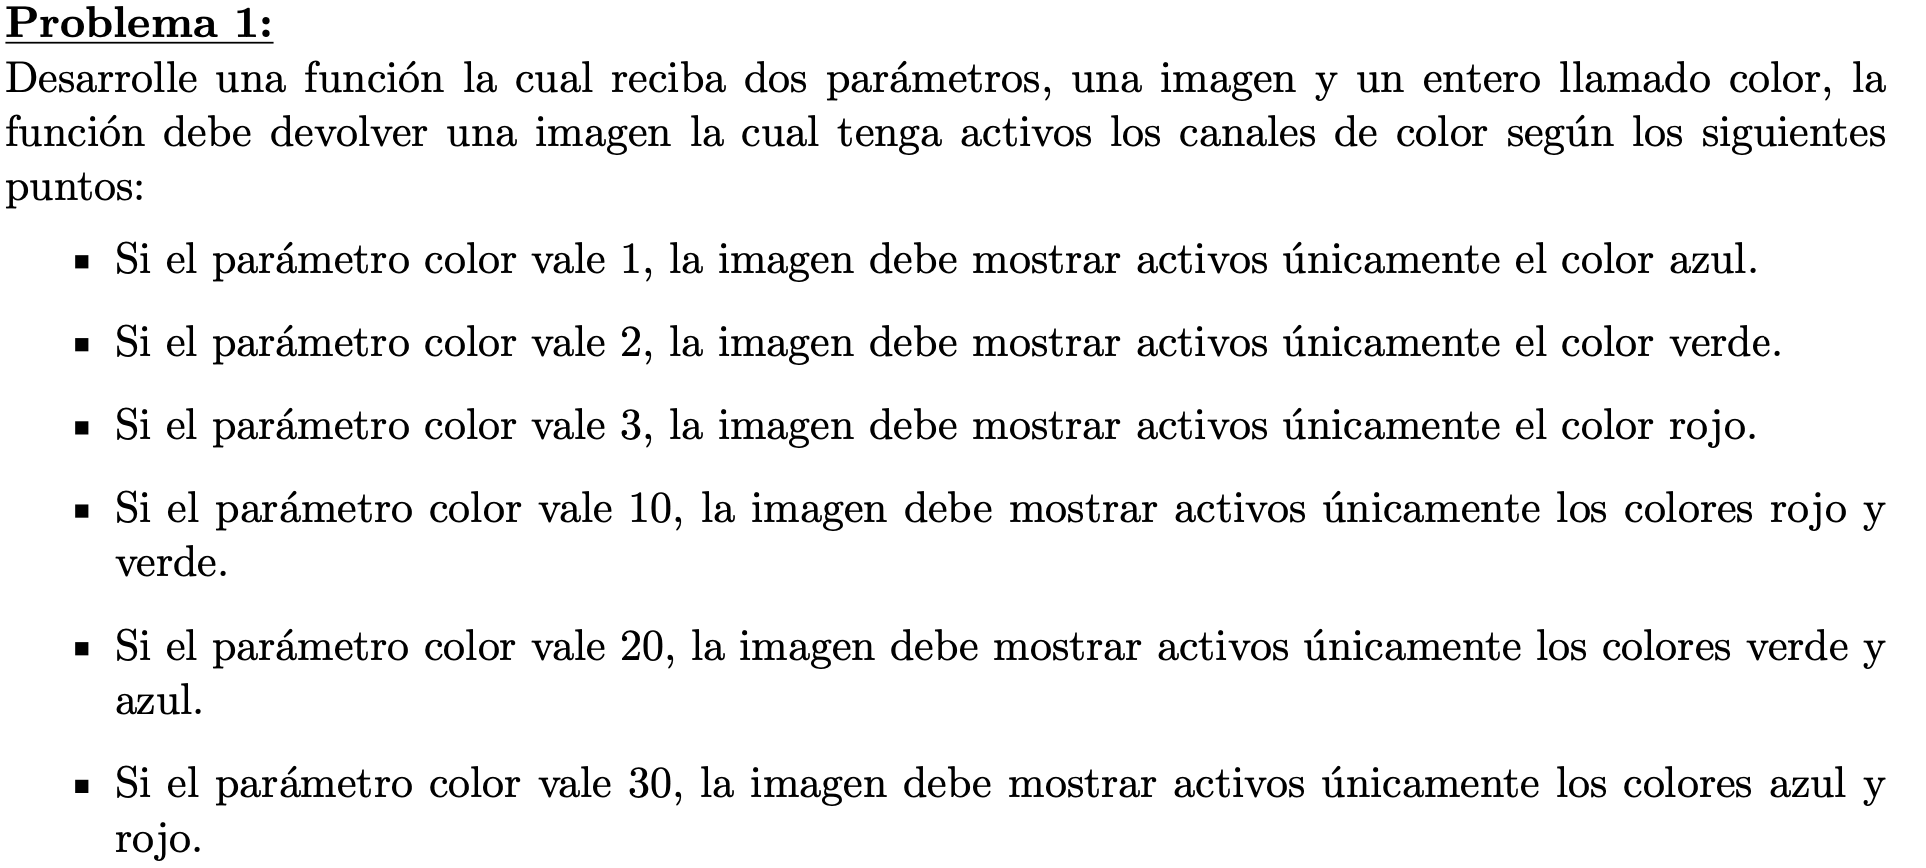 Problema 1:
Desarrolle una función la cual reciba dos parámetros, una imagen y un entero llamado color, la
función debe devolver una imagen la cual tenga activos los canales de color según los siguientes
puntos:
▪ Si el parámetro color vale 1, la imagen debe mostrar activos únicamente el color azul.
▪ Si el parámetro color vale 2, la imagen debe mostrar activos únicamente el color verde.
▪ Si el parámetro color vale 3, la imagen debe mostrar activos únicamente el color rojo.
▪ Si el parámetro color vale 10, la imagen debe mostrar activos únicamente los colores rojo y
verde.
▪ Si el parámetro color vale 20, la imagen debe mostrar activos únicamente los colores verde y
azul.
▪ Si el parámetro color vale 30, la imagen debe mostrar activos únicamente los colores azul y
rojo.